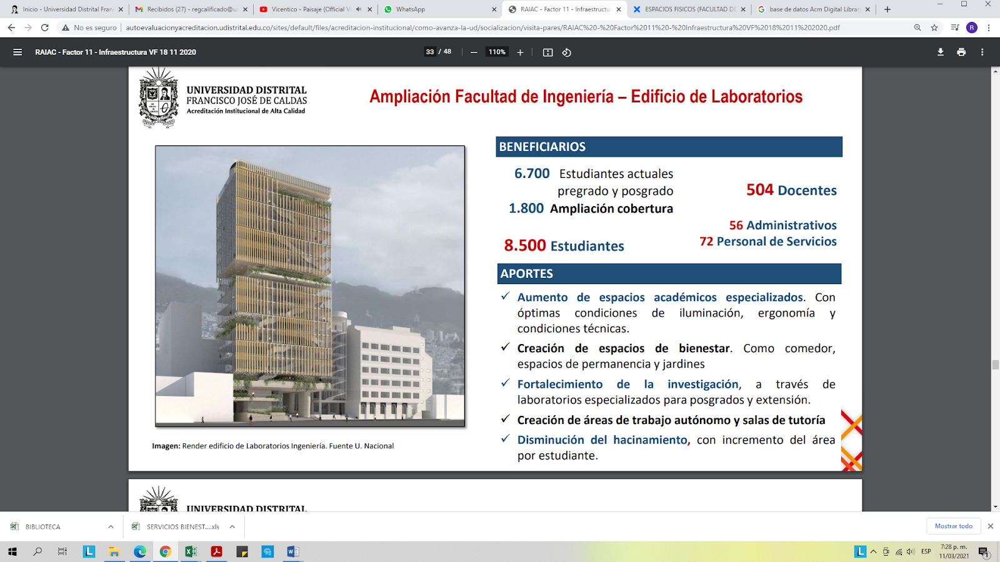 Inicio - Universidad Distrital Fran
Recibidos (27) - regcalificado@u
Vicentico - Paisaje (Official V
WhatsApp
RAIAC - Factor 11 - Infraestructu
ESPACIOS FISICOS (FACULTAD DE
base de datos Acm Digital Library
No es seguro
autoevaluacionyacreditacion.udistrital.edu.co/sites/default/files/acreditacion-institucional/como-avanza-la-ud/socializacion/visita-pares/RAIAC%20-%20Factor%2011%20-%20Infraestructura%20VF%2018%2011%202020.pdf
R
RAIAC - Factor 11 - Infraestructura VF 18 11 2020
33 / 48
110%
UNIVERSIDAD DISTRITAL
FRANCISCO JOSÉ DE CALDAS
Acreditación Institucional de Alta Calidad
Ampliación Facultad de Ingeniería – Edificio de Laboratorios
BENEFICIARIOS
6.700 Estudiantes actuales
pregrado y posgrado
1.800 Ampliación cobertura
8.500 Estudiantes
504 Docentes
56 Administrativos
72 Personal de Servicios
APORTES
✓ Aumento de espacios académicos especializados. Con
óptimas condiciones de iluminación, ergonomía y
condiciones técnicas.
✓ Creación de espacios de bienestar. Como comedor,
espacios de permanencia y jardines
✓ Fortalecimiento de la investigación, a través de
laboratorios especializados para posgrados y extensión.
✓ Creación de áreas de trabajo autónomo y salas de tutoría
✓ Disminución del hacinamiento, con incremento del área
por estudiante.
Imagen: Render edificio de Laboratorios Ingeniería. Fuente U. Nacional
UNIVERSIDAD DISTRITAL
BIBLIOTECA
SERVICIOS BIENEST....xls
Mostrar todo
L
L
ESP
7:28 p. m.
11/03/2021
1